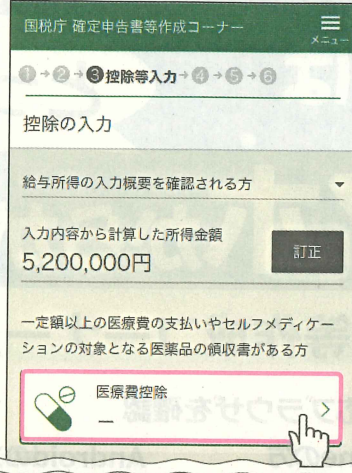 国税庁 確定申告書等作成コーナー
メニュー
①→②→❸控除等入力→④→⑤→⑥
控除の入力
給与所得の入力概要を確認される方
入力内容から計算した所得金額
5,200,000円
訂正
一定額以上の医療費の支払いやセルフメディケー
ションの対象となる医薬品の領収書がある方
医療費控除
―